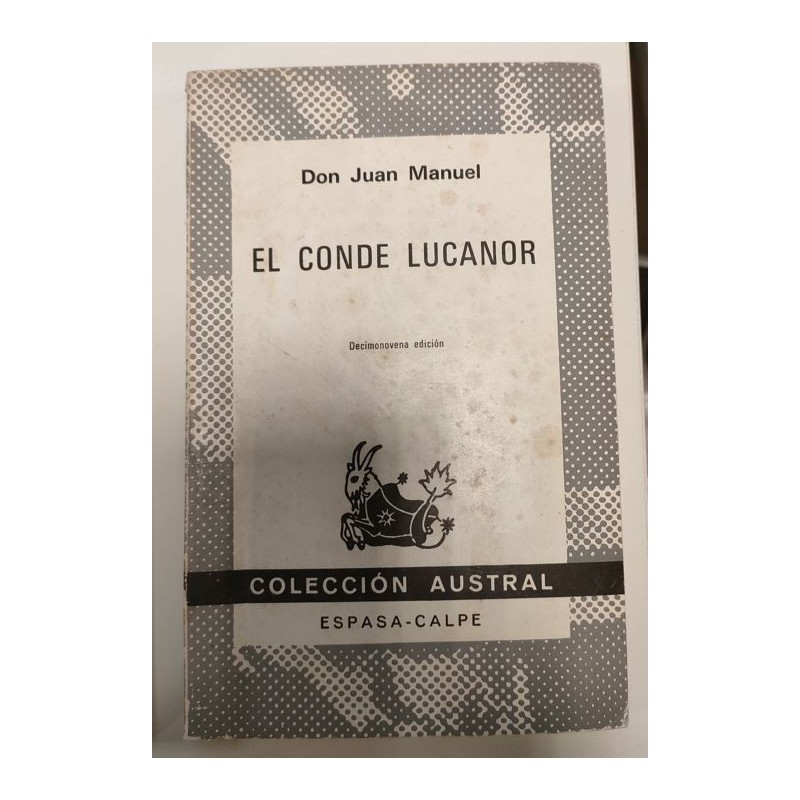 Don Juan Manuel
EL CONDE LUCANOR
Decimonovena edición
COLECCIÓN AUSTRAL
ESPASA-CALPE